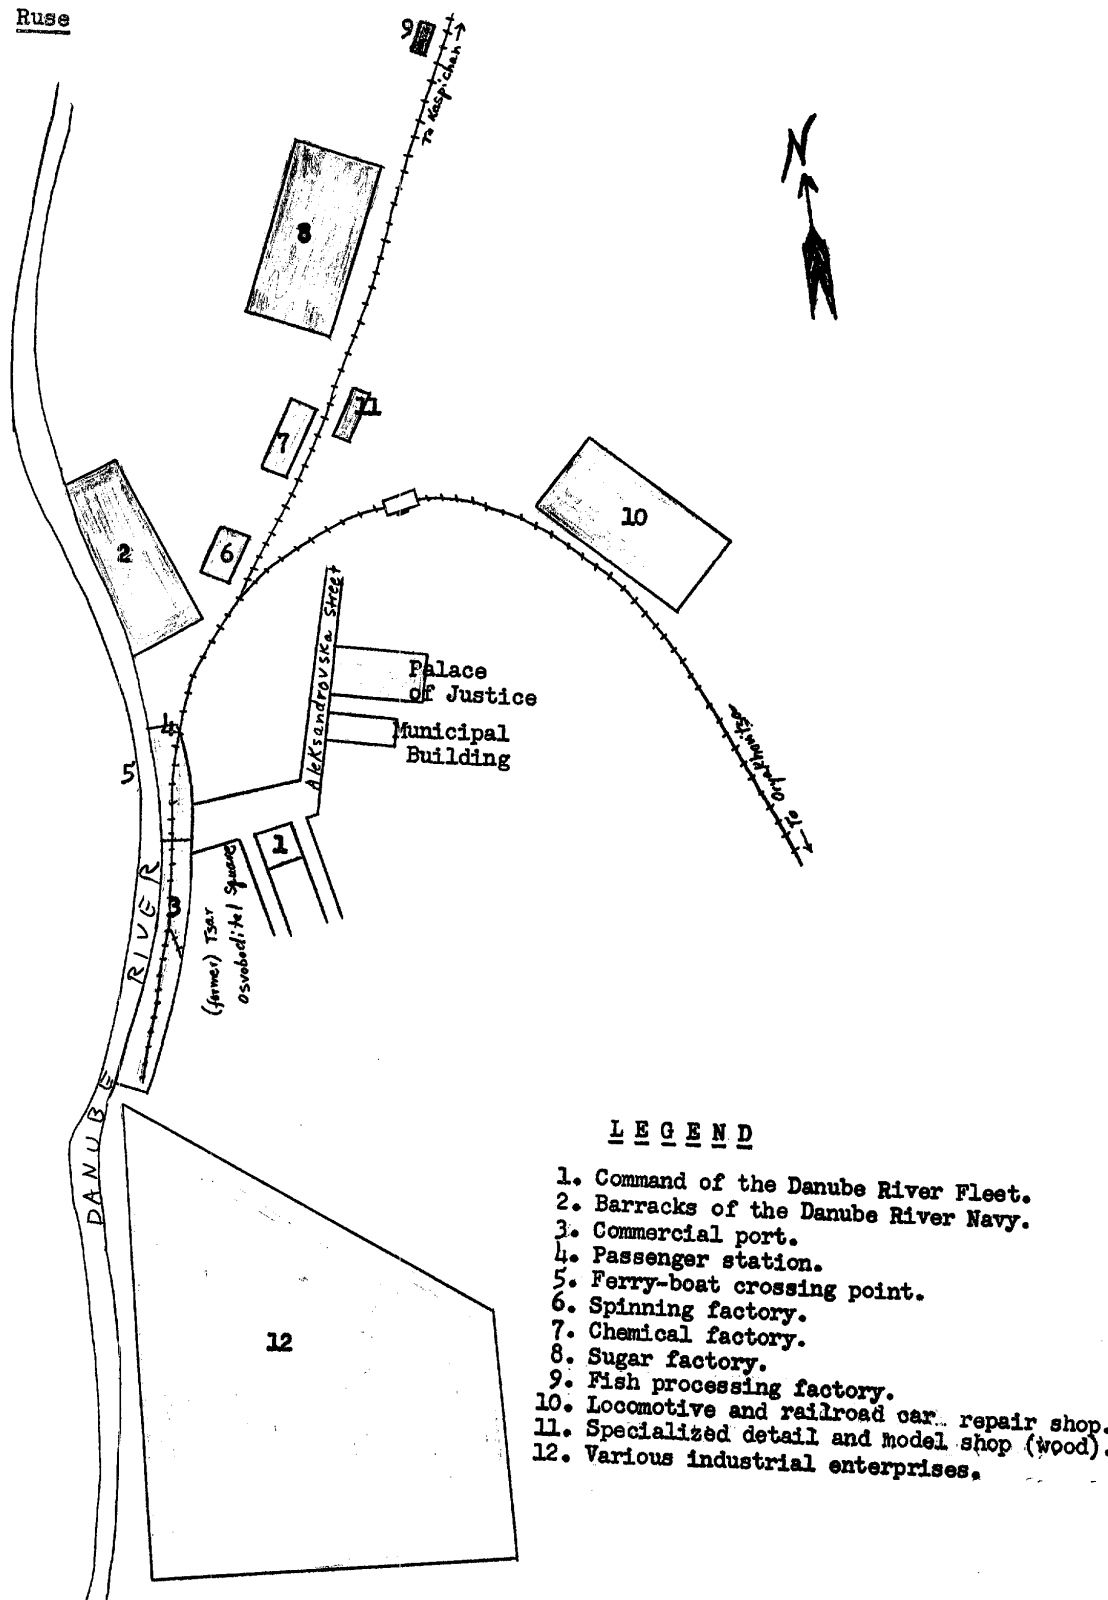 Ruse
9
To Kaspichan
N
8
11
7
10
2
6
Aleksandrovska Street
Palace
of Justice
Municipal
Building
4
5
To Oryakhovitsa
1
3
(former) Tsar
Osvoboditel Square
DANUBE RIVER
12
LEGEND
1. Command of the Danube River Fleet.
2. Barracks of the Danube River Navy.
3. Commercial port.
4. Passenger station.
5. Ferry-boat crossing point.
6. Spinning factory.
7. Chemical factory.
8. Sugar factory.
9. Fish processing factory.
10. Locomotive and railroad car repair shop.
11. Specialized detail and model shop (wood).
12. Various industrial enterprises.